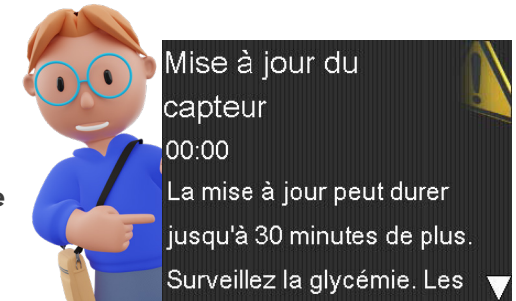 Mise à jour du
capteur
00:00
La mise à jour peut durer
jusqu'à 30 minutes de plus.
Surveillez la glycémie. Les
e